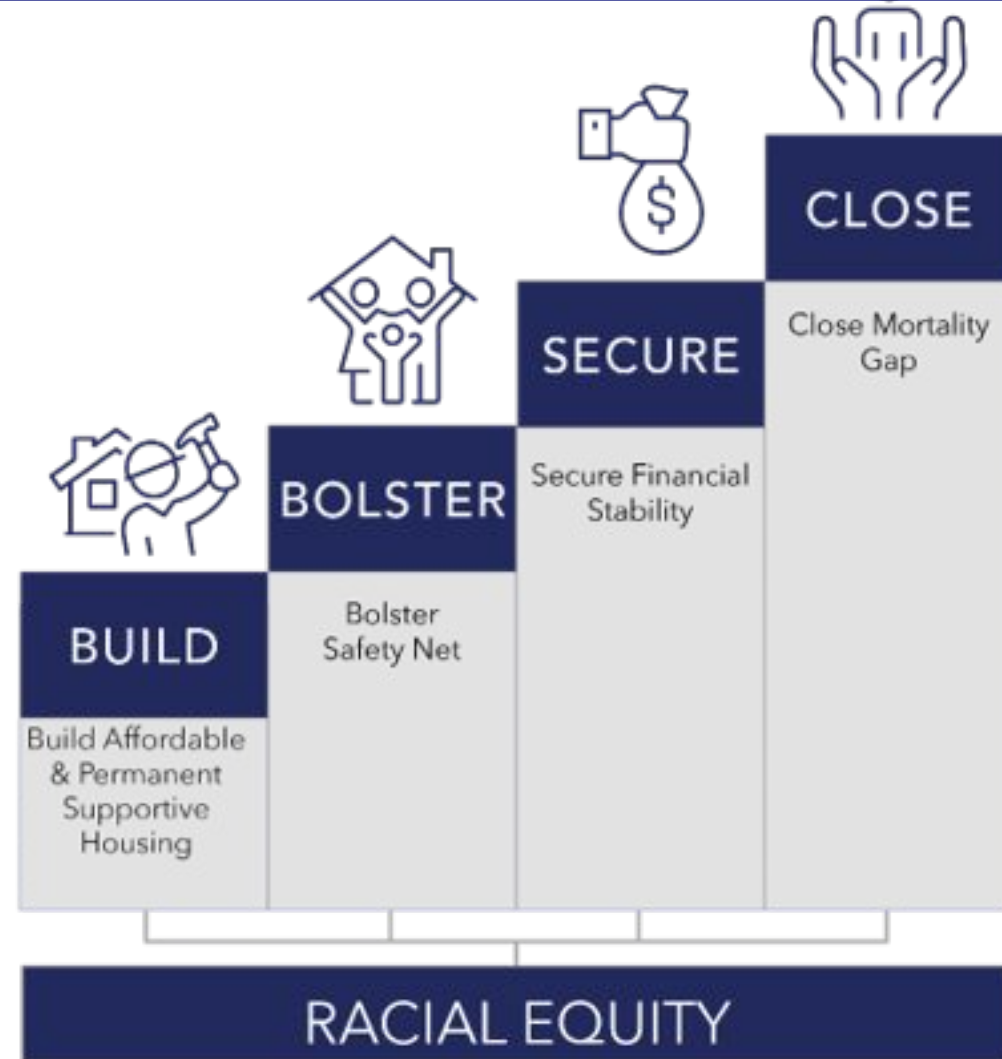 CLOSE
Close Mortality
Gap
SECURE
Secure Financial
Stability
BOLSTER
Bolster
Safety Net
BUILD
Build Affordable
& Permanent
Supportive
Housing
$
RACIAL EQUITY